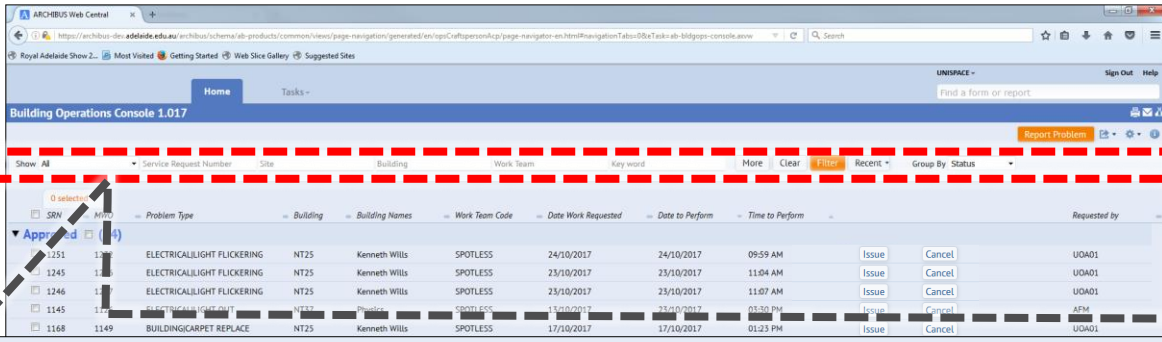 ARCHIBUS Web Central
https://archibus-dev.adelaide.edu.au/archibus/schema/ab-products/common/views/page-navigation/generated/en/opsCraftspersonAcp/page-navigator-en.html#navigationTabs=0&eTask=ab-bldgops-console.axvw Search
Royal Adelaide Show 2... Most Visited Getting Started Web Slice Gallery Suggested Sites
UNISPACE Sign Out Help
Home Tasks Find a form or report
Building Operations Console 1.017
Report Problem
Show All Service Request Number Site Building Work Team Key word More Clear Filter Recent Group By Status
0 selected
SRN MWO Problem Type Building Building Names Work Team Code Date Work Requested Date to Perform Time to Perform Requested by
Approved
1251 ELECTRICAL|LIGHT FLICKERING NT25 Kenneth Wills SPOTLESS 24/10/2017 24/10/2017 09:59 AM Issue Cancel UOA01
1245 ELECTRICAL|LIGHT FLICKERING NT25 Kenneth Wills SPOTLESS 23/10/2017 23/10/2017 11:04 AM Issue Cancel UOA01
1246 ELECTRICAL|LIGHT FLICKERING NT25 Kenneth Wills SPOTLESS 23/10/2017 23/10/2017 11:07 AM Issue Cancel UOA01
1145 ELECTRICAL|LIGHT OUT NT37 Physics SPOTLESS 13/10/2017 23/10/2017 03:30 PM Issue Cancel AFM
1168 1149 BUILDING|CARPET REPLACE NT25 Kenneth Wills SPOTLESS 17/10/2017 17/10/2017 01:23 PM Issue Cancel UOA01